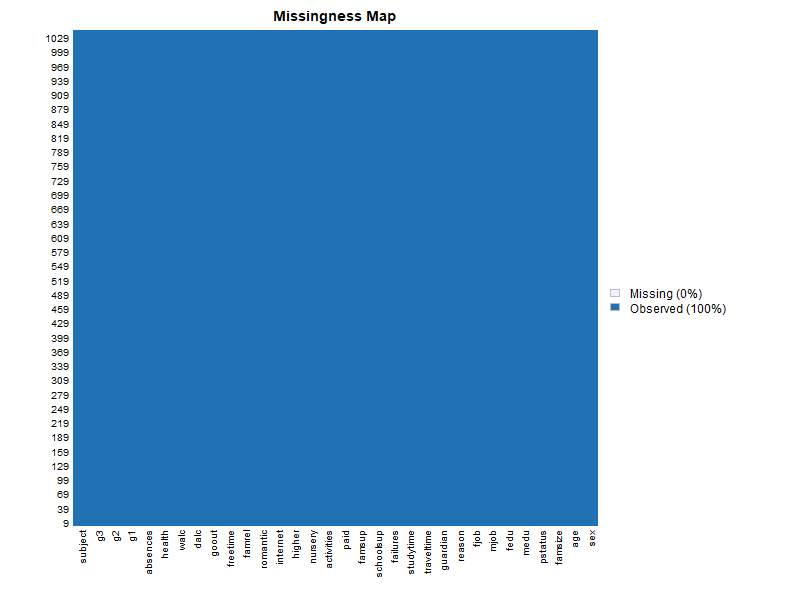 Missingness Map
1029
999
969
939
909
879
849
819
789
759
729
699
669
639
609
579
549
519
489
459
429
399
369
339
309
279
249
219
189
159
129
99
69
39
9
subject
g3
g2
g1
absences
health
walc
dalc
goout
freetime
famrel
romantic
internet
higher
nursery
activities
paid
famsup
schoolsup
failures
studytime
traveltime
guardian
reason
fjob
mjob
fedu
medu
pstatus
famsize
age
sex
Missing (0%)
Observed (100%)